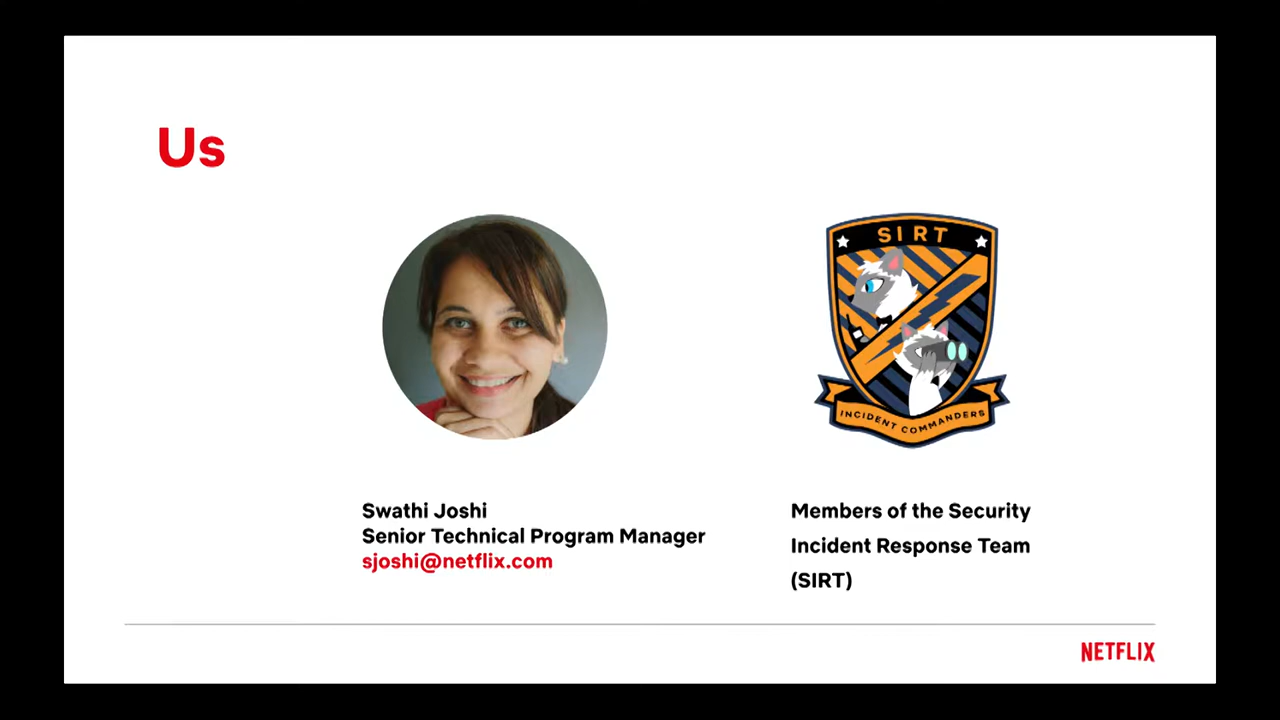 Us
SIRT
INCIDENT COMMANDERS
Swathi Joshi
Senior Technical Program Manager
sjoshi@netflix.com
Members of the Security
Incident Response Team
(SIRT)
NETFLIX